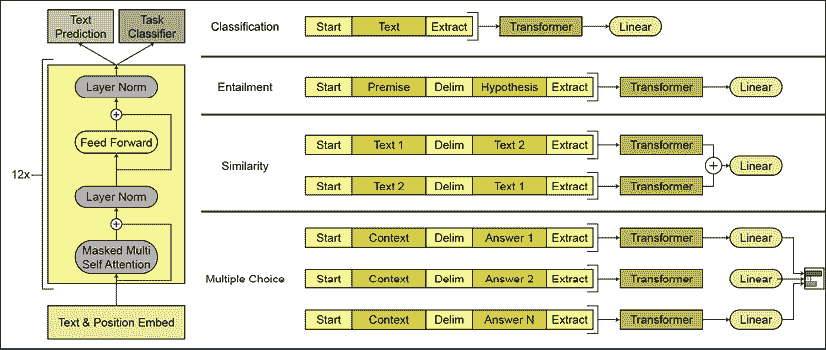 Text
Prediction
Task
Classifier
12x
Layer Norm
+
Feed Forward
Layer Norm
+
Masked Multi
Self Attention
Text & Position Embed
Classification
Start Text Extract Transformer Linear
Entailment
Start Premise Delim Hypothesis Extract Transformer Linear
Similarity
Start Text 1 Delim Text 2 Extract Transformer
+ Linear
Start Text 2 Delim Text 1 Extract Transformer
Multiple Choice
Start Context Delim Answer 1 Extract Transformer Linear
Start Context Delim Answer 2 Extract Transformer Linear
Start Context Delim Answer N Extract Transformer Linear